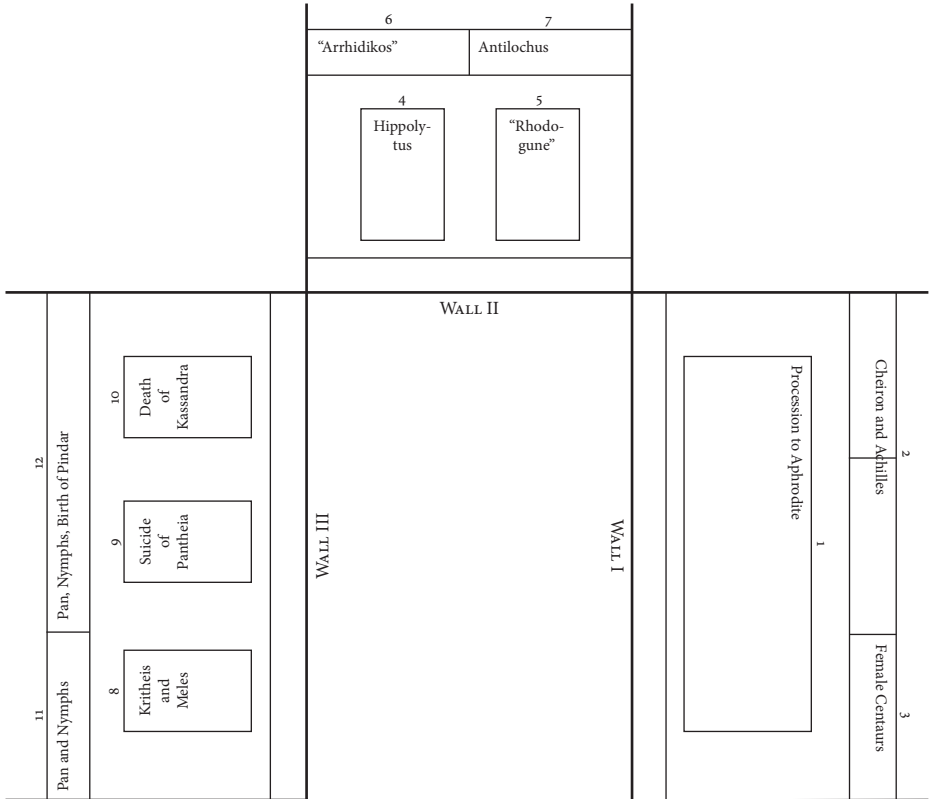 6
7
“Arrhidikos”
Antilochus
4
5
Hippoly-
tus
“Rhodo-
gune”
WALL II
10
Death
of
Kassandra
9
Suicide
of
Pantheia
8
Kritheis
and
Meles
12
Pan, Nymphs, Birth of Pindar
11
Pan and Nymphs
WALL III
WALL I
Procession to Aphrodite
1
Cheiron and Achilles
2
Female Centaurs
3